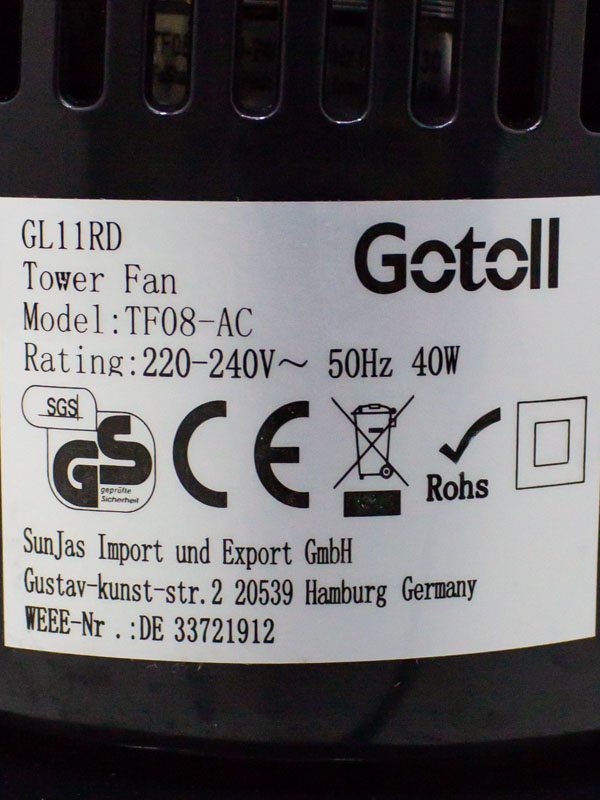 GL11RD
Gotoll
Tower Fan
Model:TF08-AC
Rating:220-240V～ 50Hz 40W
SGS
GS
geprüfte
Sicherheit
CE
Rohs
SunJas Import und Export GmbH
Gustav-kunst-str.2 20539 Hamburg Germany
WEEE-Nr .:DE 33721912